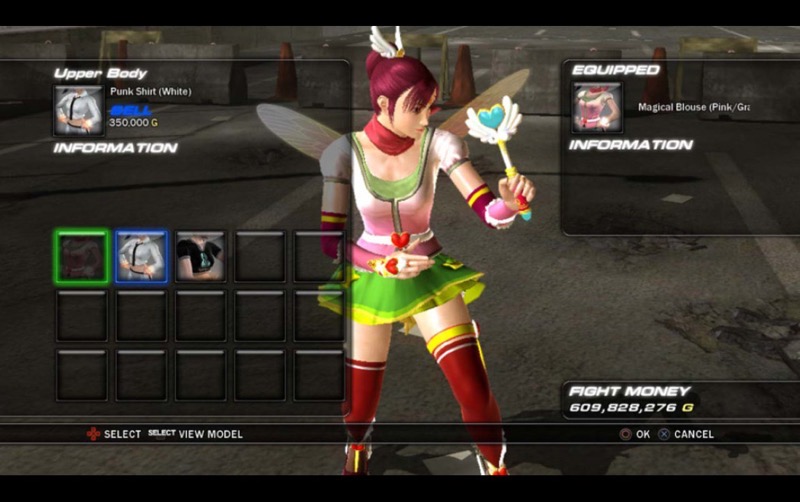 Upper Body
Punk Shirt (White)
SELL
350,000 G
INFORMATION
EQUIPPED
Magical Blouse (Pink/Gra
INFORMATION
FIGHT MONEY
609,828,276 G
SELECT SELECT VIEW MODEL
OK CANCEL